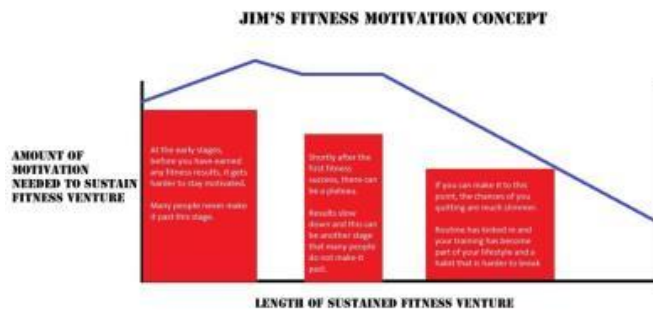 JIM'S FITNESS MOTIVATION CONCEPT
AMOUNT OF
MOTIVATION
NEEDED TO SUSTAIN
FITNESS VENTURE
At the early stages,
before you have earned
any fitness results, it gets
harder to stay motivated.
Many people never make
it past this stage.
Shortly after the
first fitness
success, there can
be a plateau.
Results slow
down and this can
be another stage
that many people
do not make it
past.
If you can make it to this
point, the chances of you
quitting are much slimmer.
Routine has kicked in and
your training has become
part of your lifestyle and a
habit that is harder to break
LENGTH OF SUSTAINED FITNESS VENTURE